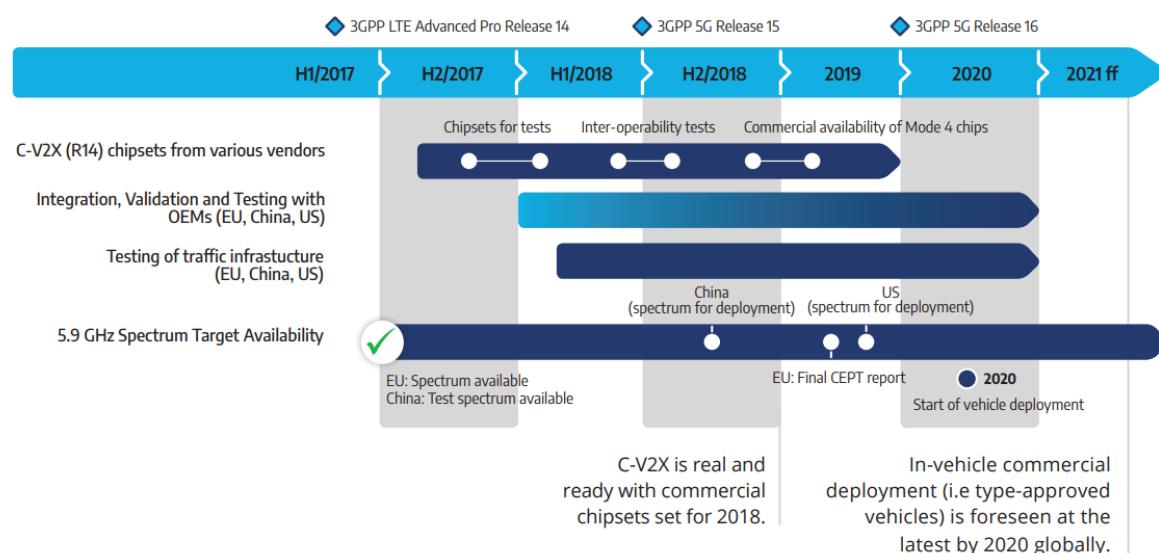 3GPP LTE Advanced Pro Release 14
3GPP 5G Release 15
3GPP 5G Release 16
H1/2017
H2/2017
H1/2018
H2/2018
2019
2020
2021 ff
Chipsets for tests
Inter-operability tests
Commercial availability of Mode 4 chips
C-V2X (R14) chipsets from various vendors
Integration, Validation and Testing with
OEMs (EU, China, US)
Testing of traffic infrastucture
(EU, China, US)
China
(spectrum for deployment)
US
(spectrum for deployment)
5.9 GHz Spectrum Target Availability
EU: Spectrum available
China: Test spectrum available
EU: Final CEPT report
2020
Start of vehicle deployment
C-V2X is real and
ready with commercial
chipsets set for 2018.
In-vehicle commercial
deployment (i.e type-approved
vehicles) is foreseen at the
latest by 2020 globally.